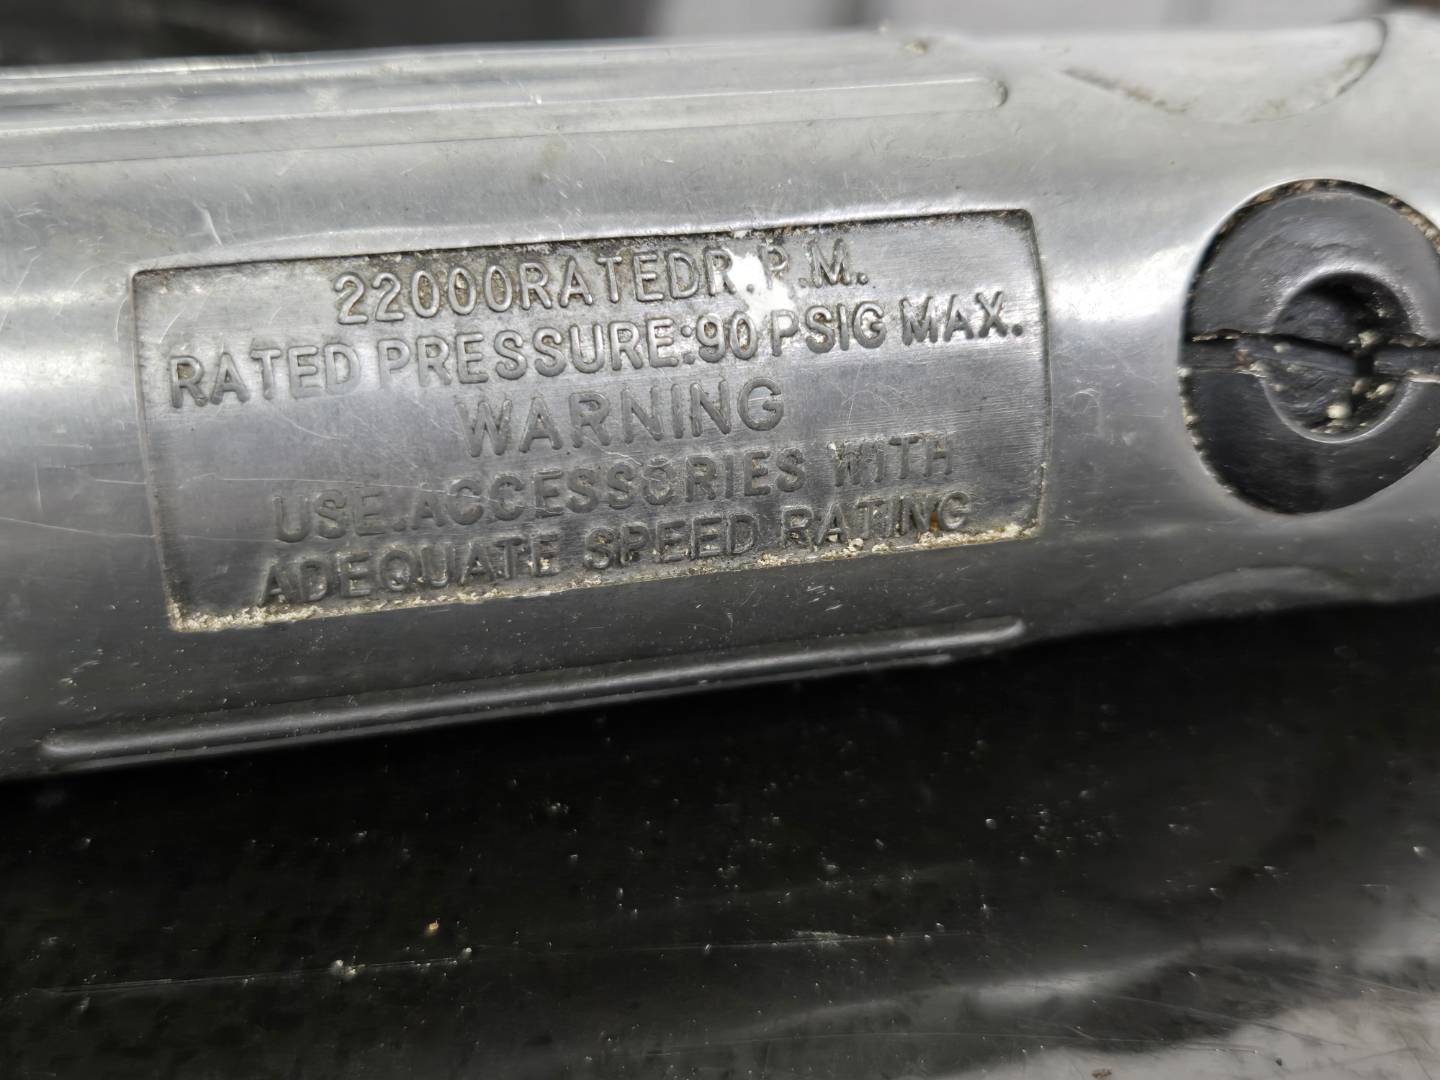 22000RATEDR.P.M.
RATED PRESSURE:90 PSIG MAX.
WARNING
USE.ACCESSORIES WITH
ADEQUATE SPEED RATING